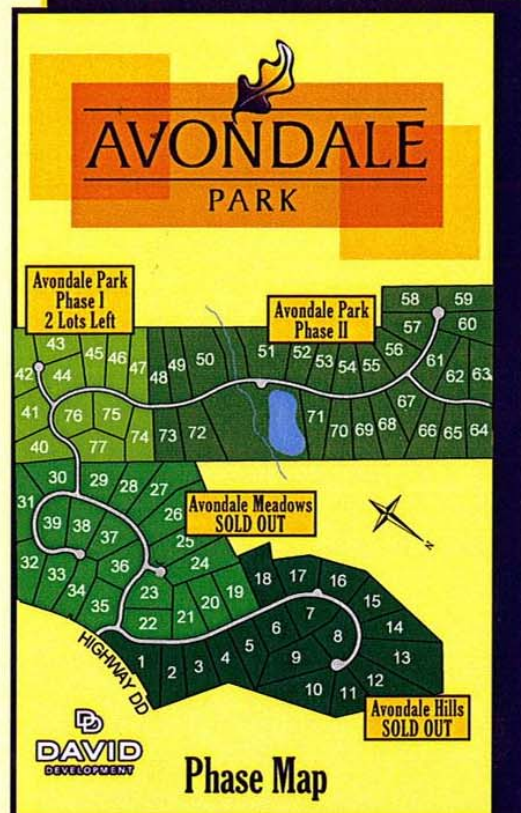 AVONDALE
PARK
Avondale Park
Phase I
2 Lots Left
Avondale Park
Phase II
58 59
57 60
43 45 46 47 48 49 50 51 52 53 54 55 56 61 62 63
42 44
41 76 75 74 73 72 71 70 69 68 67 66 65 64
40 77
Avondale Meadows
SOLD OUT
30 29 28 27
31 39 38 37 26
25
32 33 36 24
34 35 23 22 21 20 19
18 17 16
15
7 14
1 2 3 4 5 6 8 13
9 12
10 11
N
HIGHWAY DD
Avondale Hills
SOLD OUT
DD
DAVID
DEVELOPMENT
Phase Map